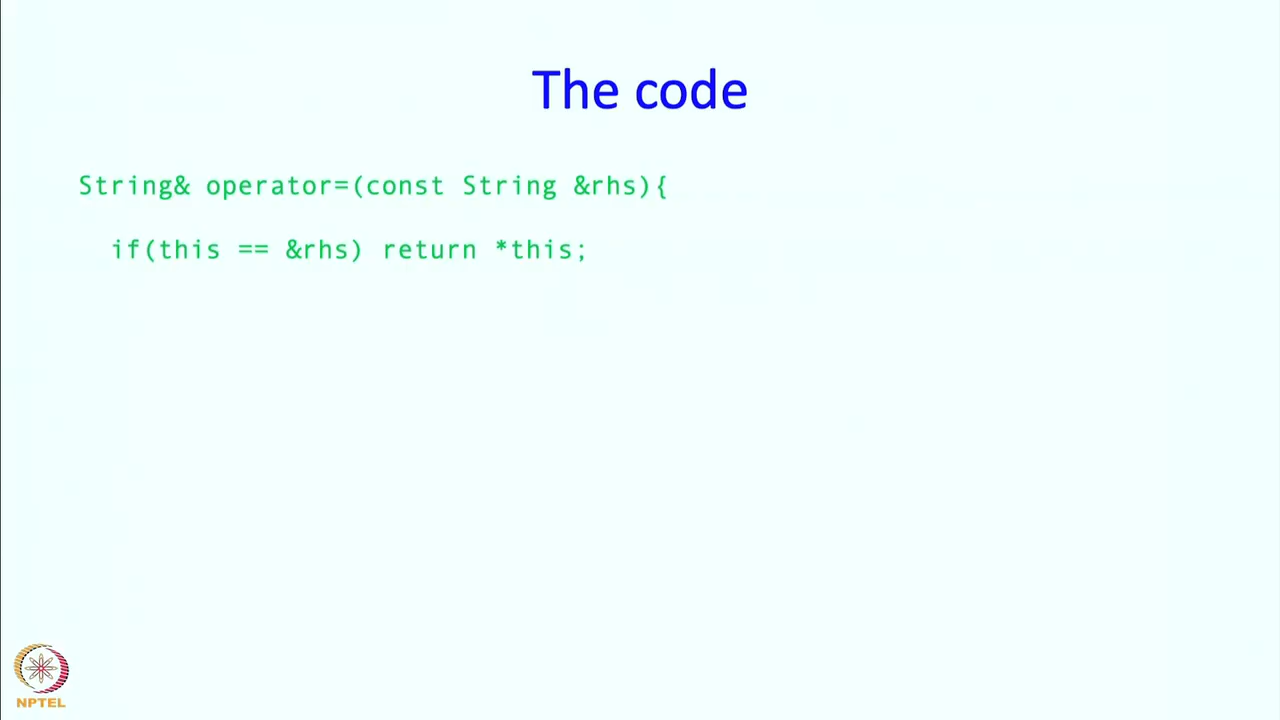 The code
String& operator=(const String &rhs){
if(this == &rhs) return *this;
NPTEL